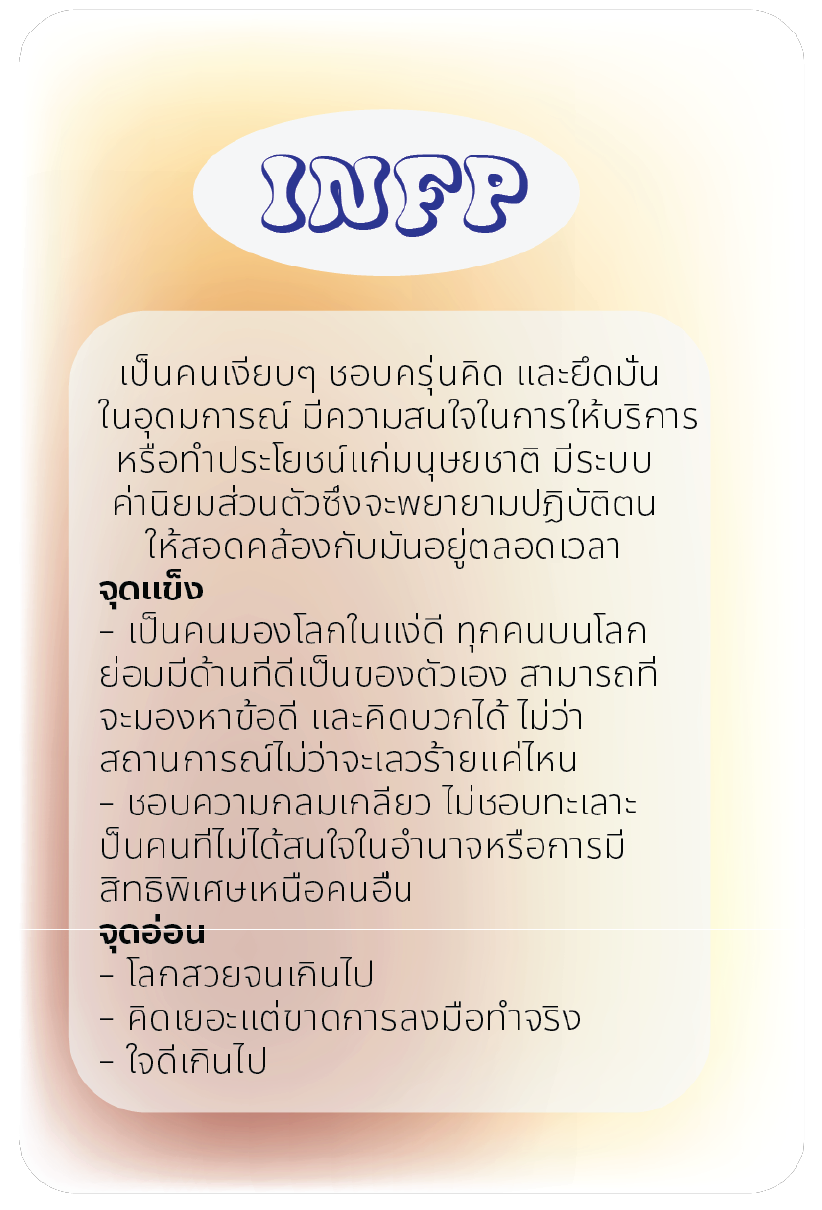 INFP
เป็นคนเงียบๆ ชอบครุ่นคิด และยึดมั่น
ในอุดมการณ์ มีความสนใจในการให้บริการ
หรือทำประโยชน์แก่มนุษยชาติ มีระบบ
ค่านิยมส่วนตัวซึ่งจะพยายามปฏิบัติตน
ให้สอดคล้องกับมันอยู่ตลอดเวลา
จุดแข็ง
- เป็นคนมองโลกในแง่ดี ทุกคนบนโลก
ย่อมมีด้านที่ดีเป็นของตัวเอง สามารถที่
จะมองหาข้อดี และคิดบวกได้ ไม่ว่า
สถานการณ์ไม่ว่าจะเลวร้ายแค่ไหน
- ชอบความกลมเกลียว ไม่ชอบทะเลาะ
ป็นคนที่ไม่ได้สนใจในอำนาจหรือการมี
สิทธิพิเศษเหนือคนอื่น
จุดอ่อน
- โลกสวยจนเกินไป
- คิดเยอะแต่ขาดการลงมือทำจริง
- ใจดีเกินไป